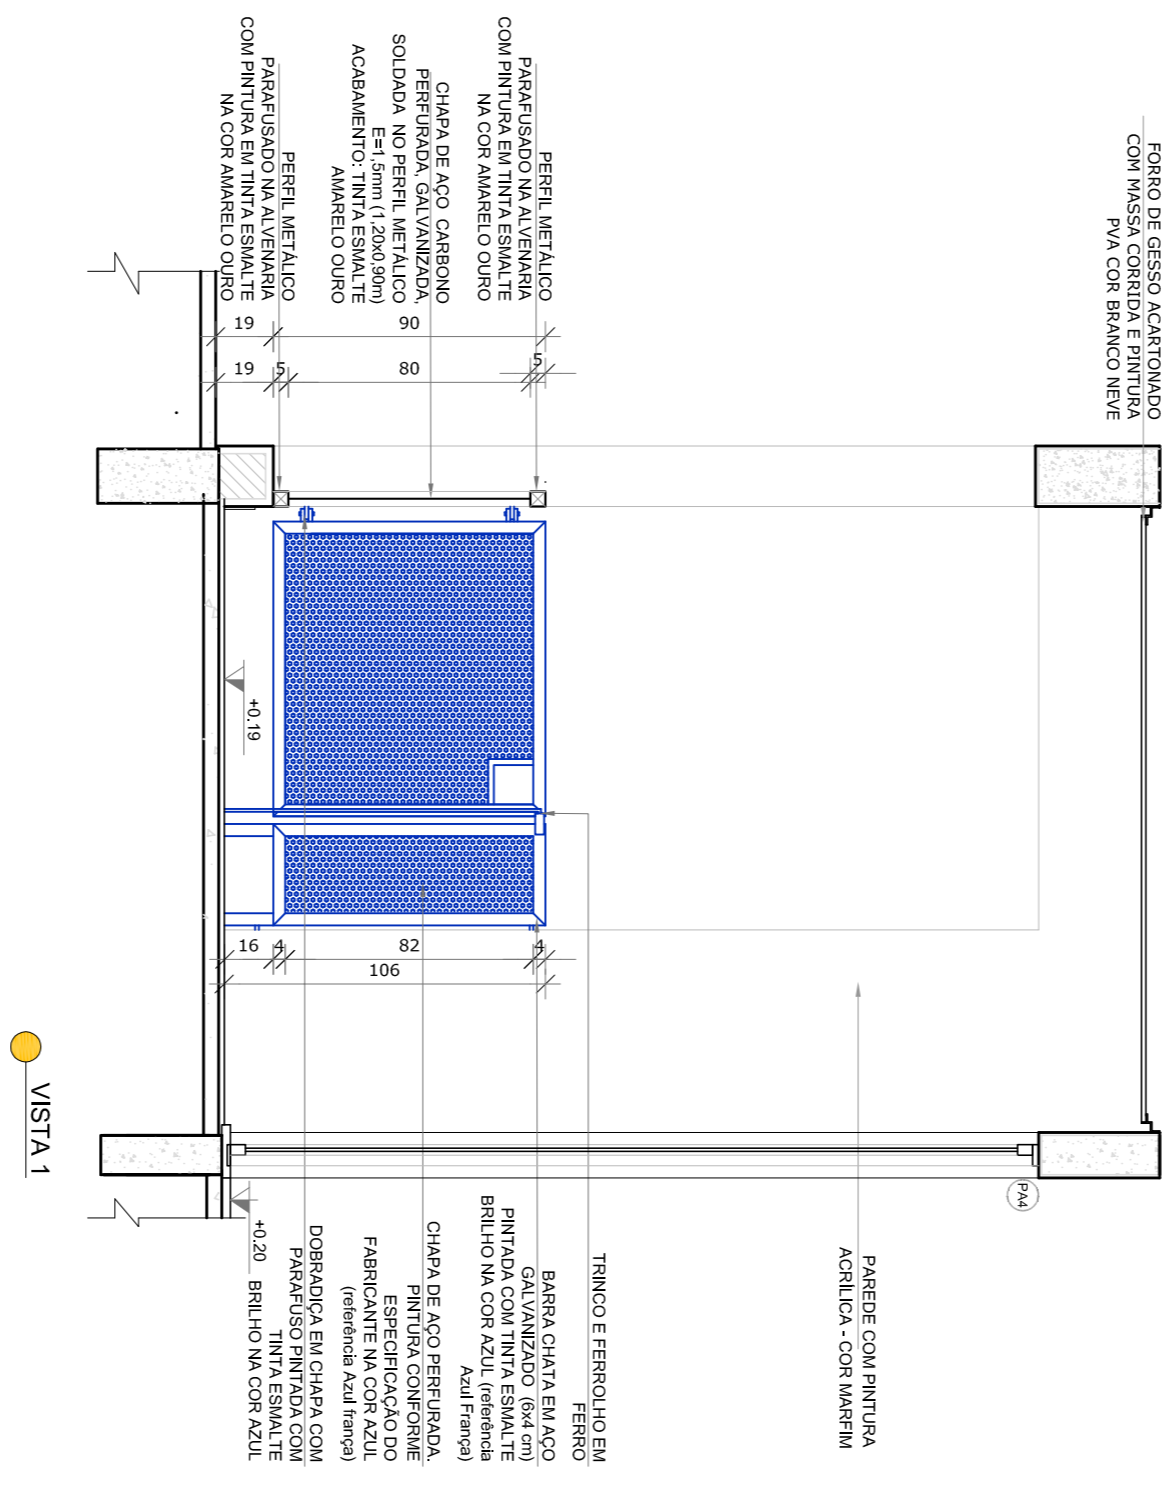 FORRO DE GESSO ACARTONADO
COM MASSA CORRIDA E PINTURA
PVA COR BRANCO NEVE
PERFIL METÁLICO
PARAFUSADO NA ALVENARIA
COM PINTURA EM TINTA ESMALTE
NA COR AMARELO OURO
CHAPA DE AÇO CARBONO
PERFURADA, GALVANIZADA,
SOLDADA NO PERFIL METÁLICO
E=1,5mm (1,20x0,90m)
ACABAMENTO: TINTA ESMALTE
AMARELO OURO
PERFIL METÁLICO
PARAFUSADO NA ALVENARIA
COM PINTURA EM TINTA ESMALTE
NA COR AMARELO OURO
90
19
5
80
5
19
+0.19
4
82
4
16
106
PA4
PAREDE COM PINTURA
ACRÍLICA - COR MARFIM
TRINCO E FERROLHO EM
FERRO
BARRA CHATA EM AÇO
GALVANIZADO (6x4 cm)
PINTADA COM TINTA ESMALTE
BRILHO NA COR AZUL (referência
Azul França)
CHAPA DE AÇO PERFURADA.
PINTURA CONFORME
ESPECIFICAÇÃO DO
FABRICANTE NA COR AZUL
(referência Azul frança)
DOBRADIÇA EM CHAPA COM
PARAFUSO PINTADA COM
TINTA ESMALTE
BRILHO NA COR AZUL
+0.20
VISTA 1